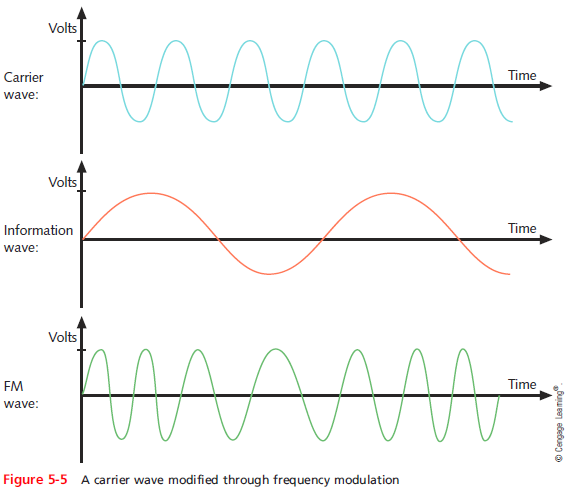 Volts
Carrier
wave:
Time
Volts
Information
wave:
Time
Volts
FM
wave:
Time
© Cengage Learning®.
Figure 5-5 A carrier wave modified through frequency modulation